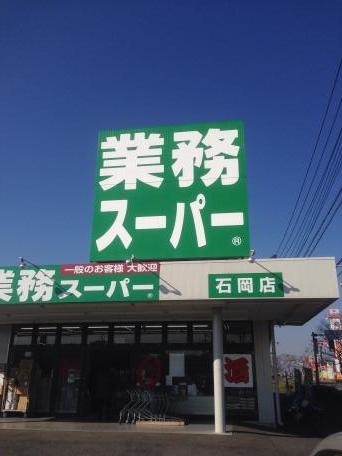 業務
スーパー®
一般のお客様 大歓迎
業務スーパー®
石岡店
酒